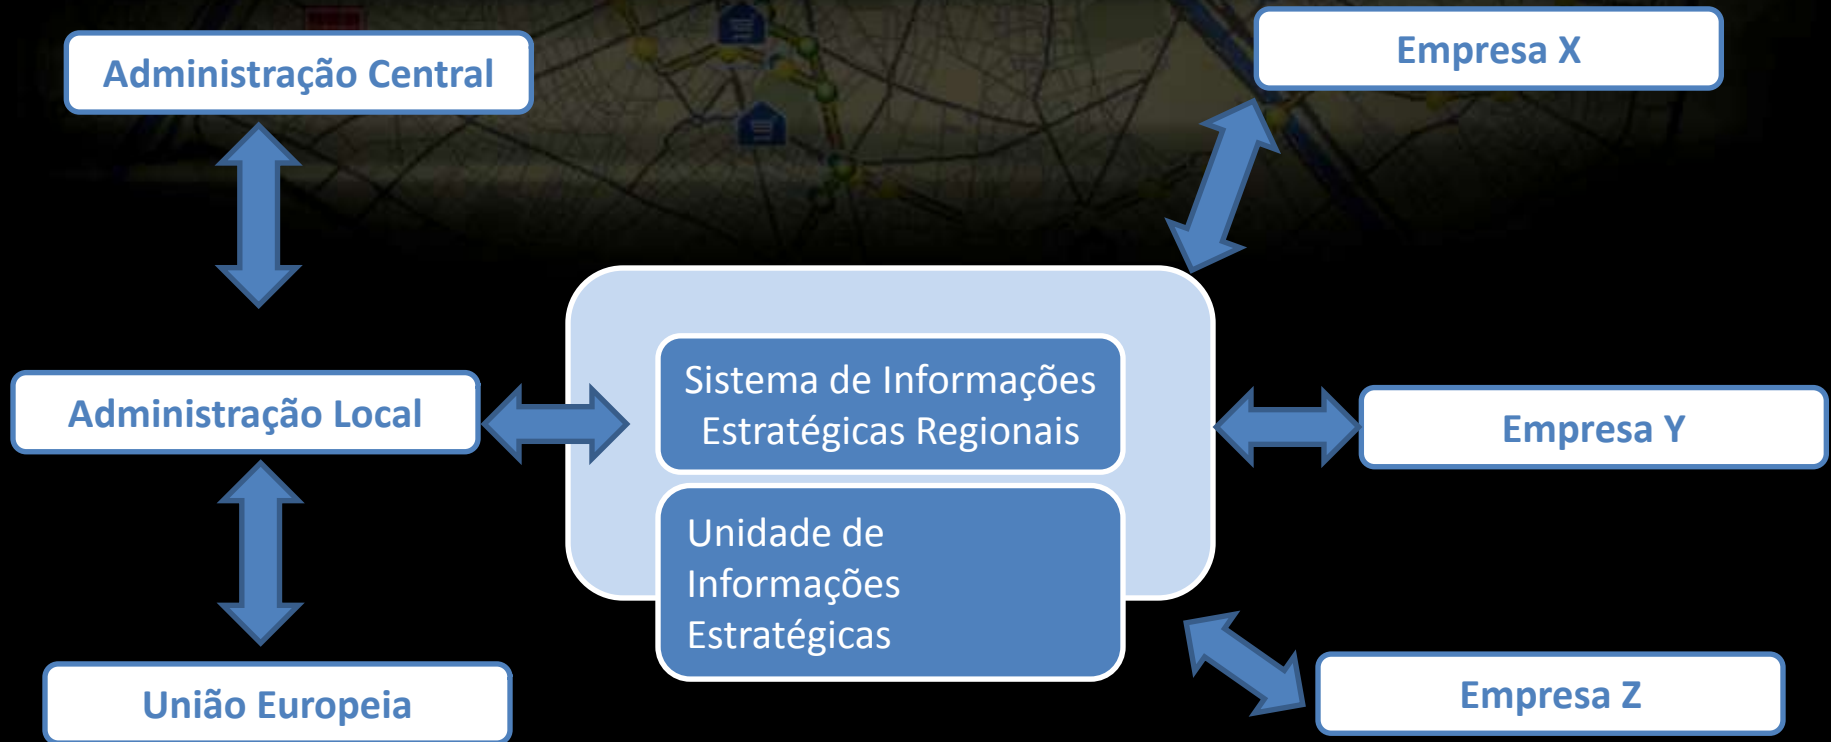 Administração Central
Empresa X
Sistema de Informações
Estratégicas Regionais
Administração Local
Empresa Y
Unidade de
Informações
Estratégicas
União Europeia
Empresa Z